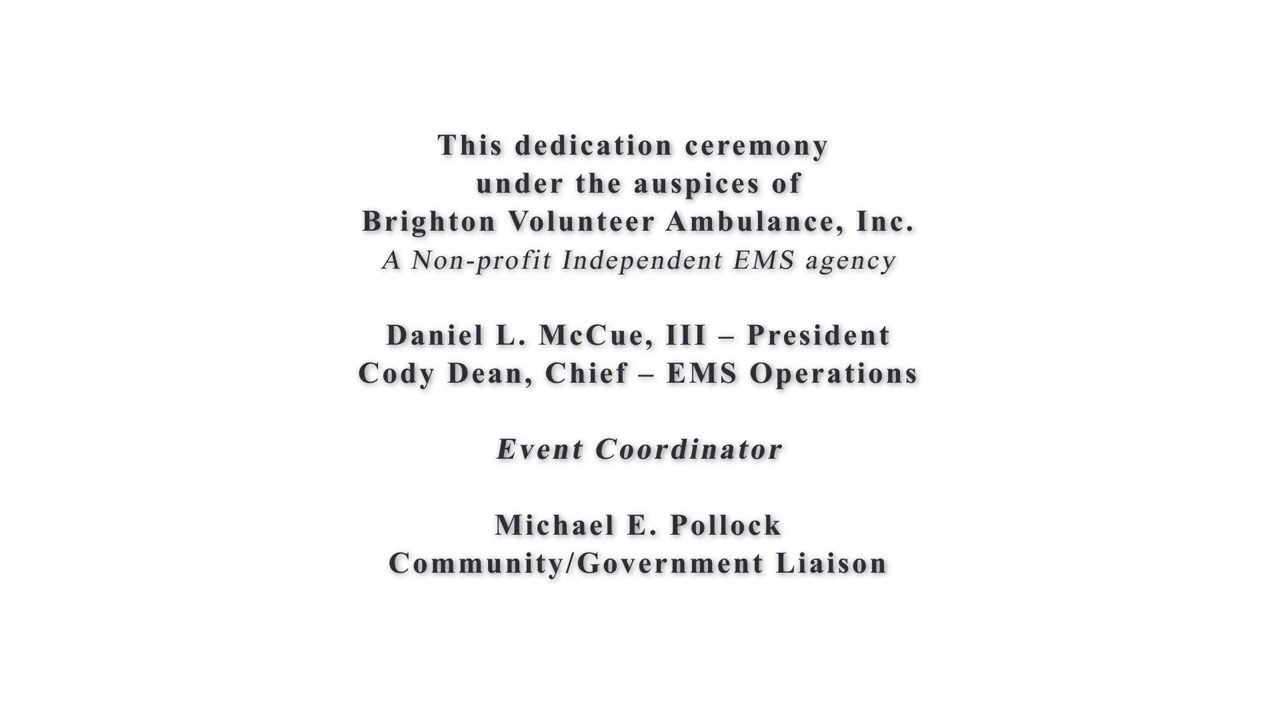 This dedication ceremony
under the auspices of
Brighton Volunteer Ambulance, Inc.
A Non-profit Independent EMS agency
Daniel L. McCue, III – President
Cody Dean, Chief – EMS Operations
Event Coordinator
Michael E. Pollock
Community/Government Liaison